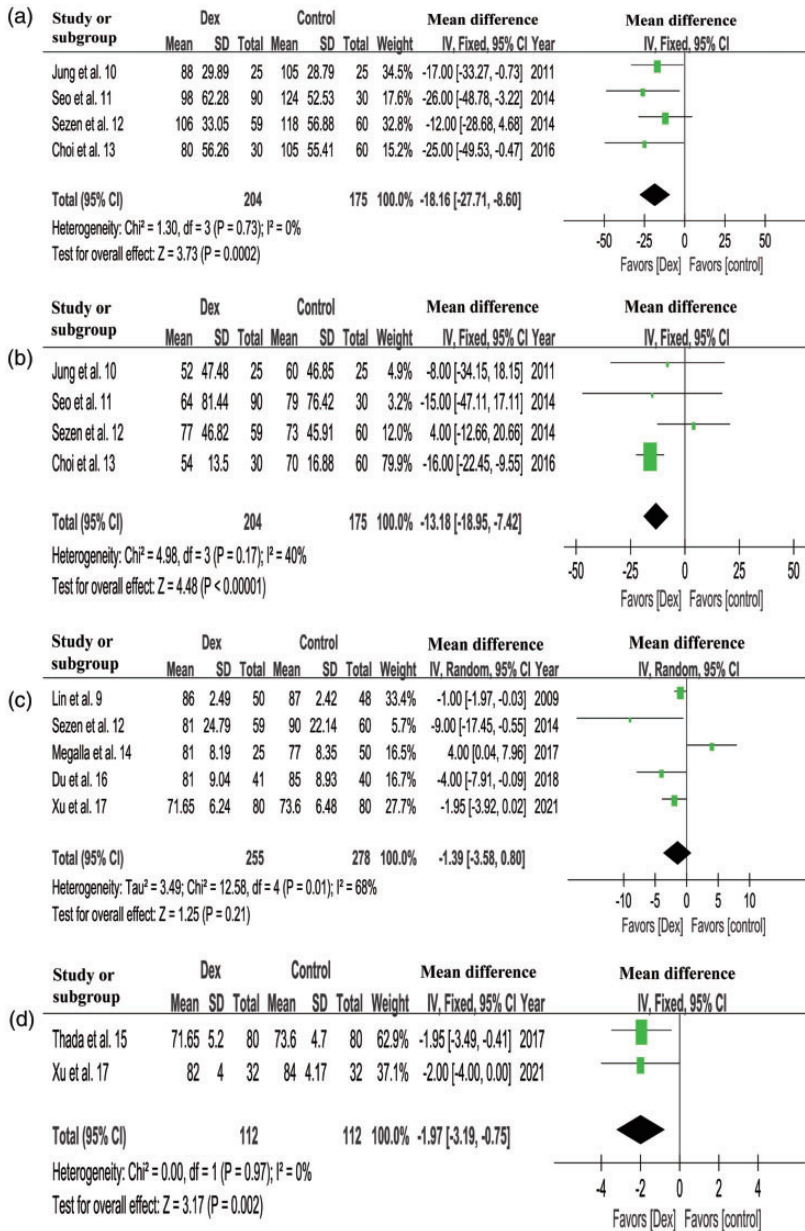 (a)
Study or subgroup Dex Control Mean difference Mean difference
Mean SD Total Mean SD Total Weight IV, Fixed, 95% CI Year IV, Fixed, 95% CI
Jung et al. 10 88 29.89 25 105 28.79 25 34.5% -17.00 [-33.27, -0.73] 2011
Seo et al. 11 98 62.28 90 124 52.53 30 17.6% -26.00 [-48.78, -3.22] 2014
Sezen et al. 12 106 33.05 59 118 56.88 60 32.8% -12.00 [-28.68, 4.68] 2014
Choi et al. 13 80 56.26 30 105 55.41 60 15.2% -25.00 [-49.53, -0.47] 2016
Total (95% CI) 204 175 100.0% -18.16 [-27.71, -8.60]
Heterogeneity: Chi² = 1.30, df = 3 (P = 0.73); I² = 0%
Test for overall effect: Z = 3.73 (P = 0.0002)
-50 -25 0 25 50
Favors [Dex] Favors [control]
(b)
Study or subgroup Dex Control Mean difference Mean difference
Mean SD Total Mean SD Total Weight IV, Fixed, 95% CI Year IV, Fixed, 95% CI
Jung et al. 10 52 47.48 25 60 46.85 25 4.9% -8.00 [-34.15, 18.15] 2011
Seo et al. 11 64 81.44 90 79 76.42 30 3.2% -15.00 [-47.11, 17.11] 2014
Sezen et al. 12 77 46.82 59 73 45.91 60 12.0% 4.00 [-12.66, 20.66] 2014
Choi et al. 13 54 13.5 30 70 16.88 60 79.9% -16.00 [-22.45, -9.55] 2016
Total (95% CI) 204 175 100.0% -13.18 [-18.95, -7.42]
Heterogeneity: Chi² = 4.98, df = 3 (P = 0.17); I² = 40%
Test for overall effect: Z = 4.48 (P < 0.00001)
-50 -25 0 25 50
Favors [Dex] Favors [control]
(c)
Study or subgroup Dex Control Mean difference Mean difference
Mean SD Total Mean SD Total Weight IV, Random, 95% CI Year IV, Random, 95% CI
Lin et al. 9 86 2.49 50 87 2.42 48 33.4% -1.00 [-1.97, -0.03] 2009
Sezen et al. 12 81 24.79 59 90 22.14 60 5.7% -9.00 [-17.45, -0.55] 2014
Megalla et al. 14 81 8.19 25 77 8.35 50 16.5% 4.00 [0.04, 7.96] 2017
Du et al. 16 81 9.04 41 85 8.93 40 16.7% -4.00 [-7.91, -0.09] 2018
Xu et al. 17 71.65 6.24 80 73.6 6.48 80 27.7% -1.95 [-3.92, 0.02] 2021
Total (95% CI) 255 278 100.0% -1.39 [-3.58, 0.80]
Heterogeneity: Tau² = 3.49; Chi² = 12.58, df = 4 (P = 0.01); I² = 68%
Test for overall effect: Z = 1.25 (P = 0.21)
-10 -5 0 5 10
Favors [Dex] Favors [control]
(d)
Study or subgroup Dex Control Mean difference Mean difference
Mean SD Total Mean SD Total Weight IV, Fixed, 95% CI Year IV, Fixed, 95% CI
Thada et al. 15 71.65 5.2 80 73.6 4.7 80 62.9% -1.95 [-3.49, -0.41] 2017
Xu et al. 17 82 4 32 84 4.17 32 37.1% -2.00 [-4.00, 0.00] 2021
Total (95% CI) 112 112 100.0% -1.97 [-3.19, -0.75]
Heterogeneity: Chi² = 0.00, df = 1 (P = 0.97); I² = 0%
Test for overall effect: Z = 3.17 (P = 0.002)
-4 -2 0 2 4
Favors [Dex] Favors [control]